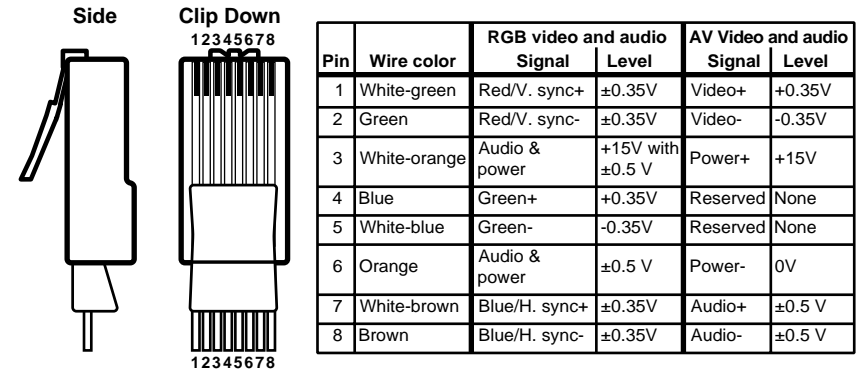 Side
Clip Down
12345678
12345678
RGB video and audio AV Video and audio
Pin Wire color Signal Level Signal Level
1 White-green Red/V. sync+ ±0.35V Video+ +0.35V
2 Green Red/V. sync- ±0.35V Video- -0.35V
3 White-orange Audio & power +15V with ±0.5 V Power+ +15V
4 Blue Green+ +0.35V Reserved None
5 White-blue Green- -0.35V Reserved None
6 Orange Audio & power ±0.5 V Power- 0V
7 White-brown Blue/H. sync+ ±0.35V Audio+ ±0.5 V
8 Brown Blue/H. sync- ±0.35V Audio- ±0.5 V